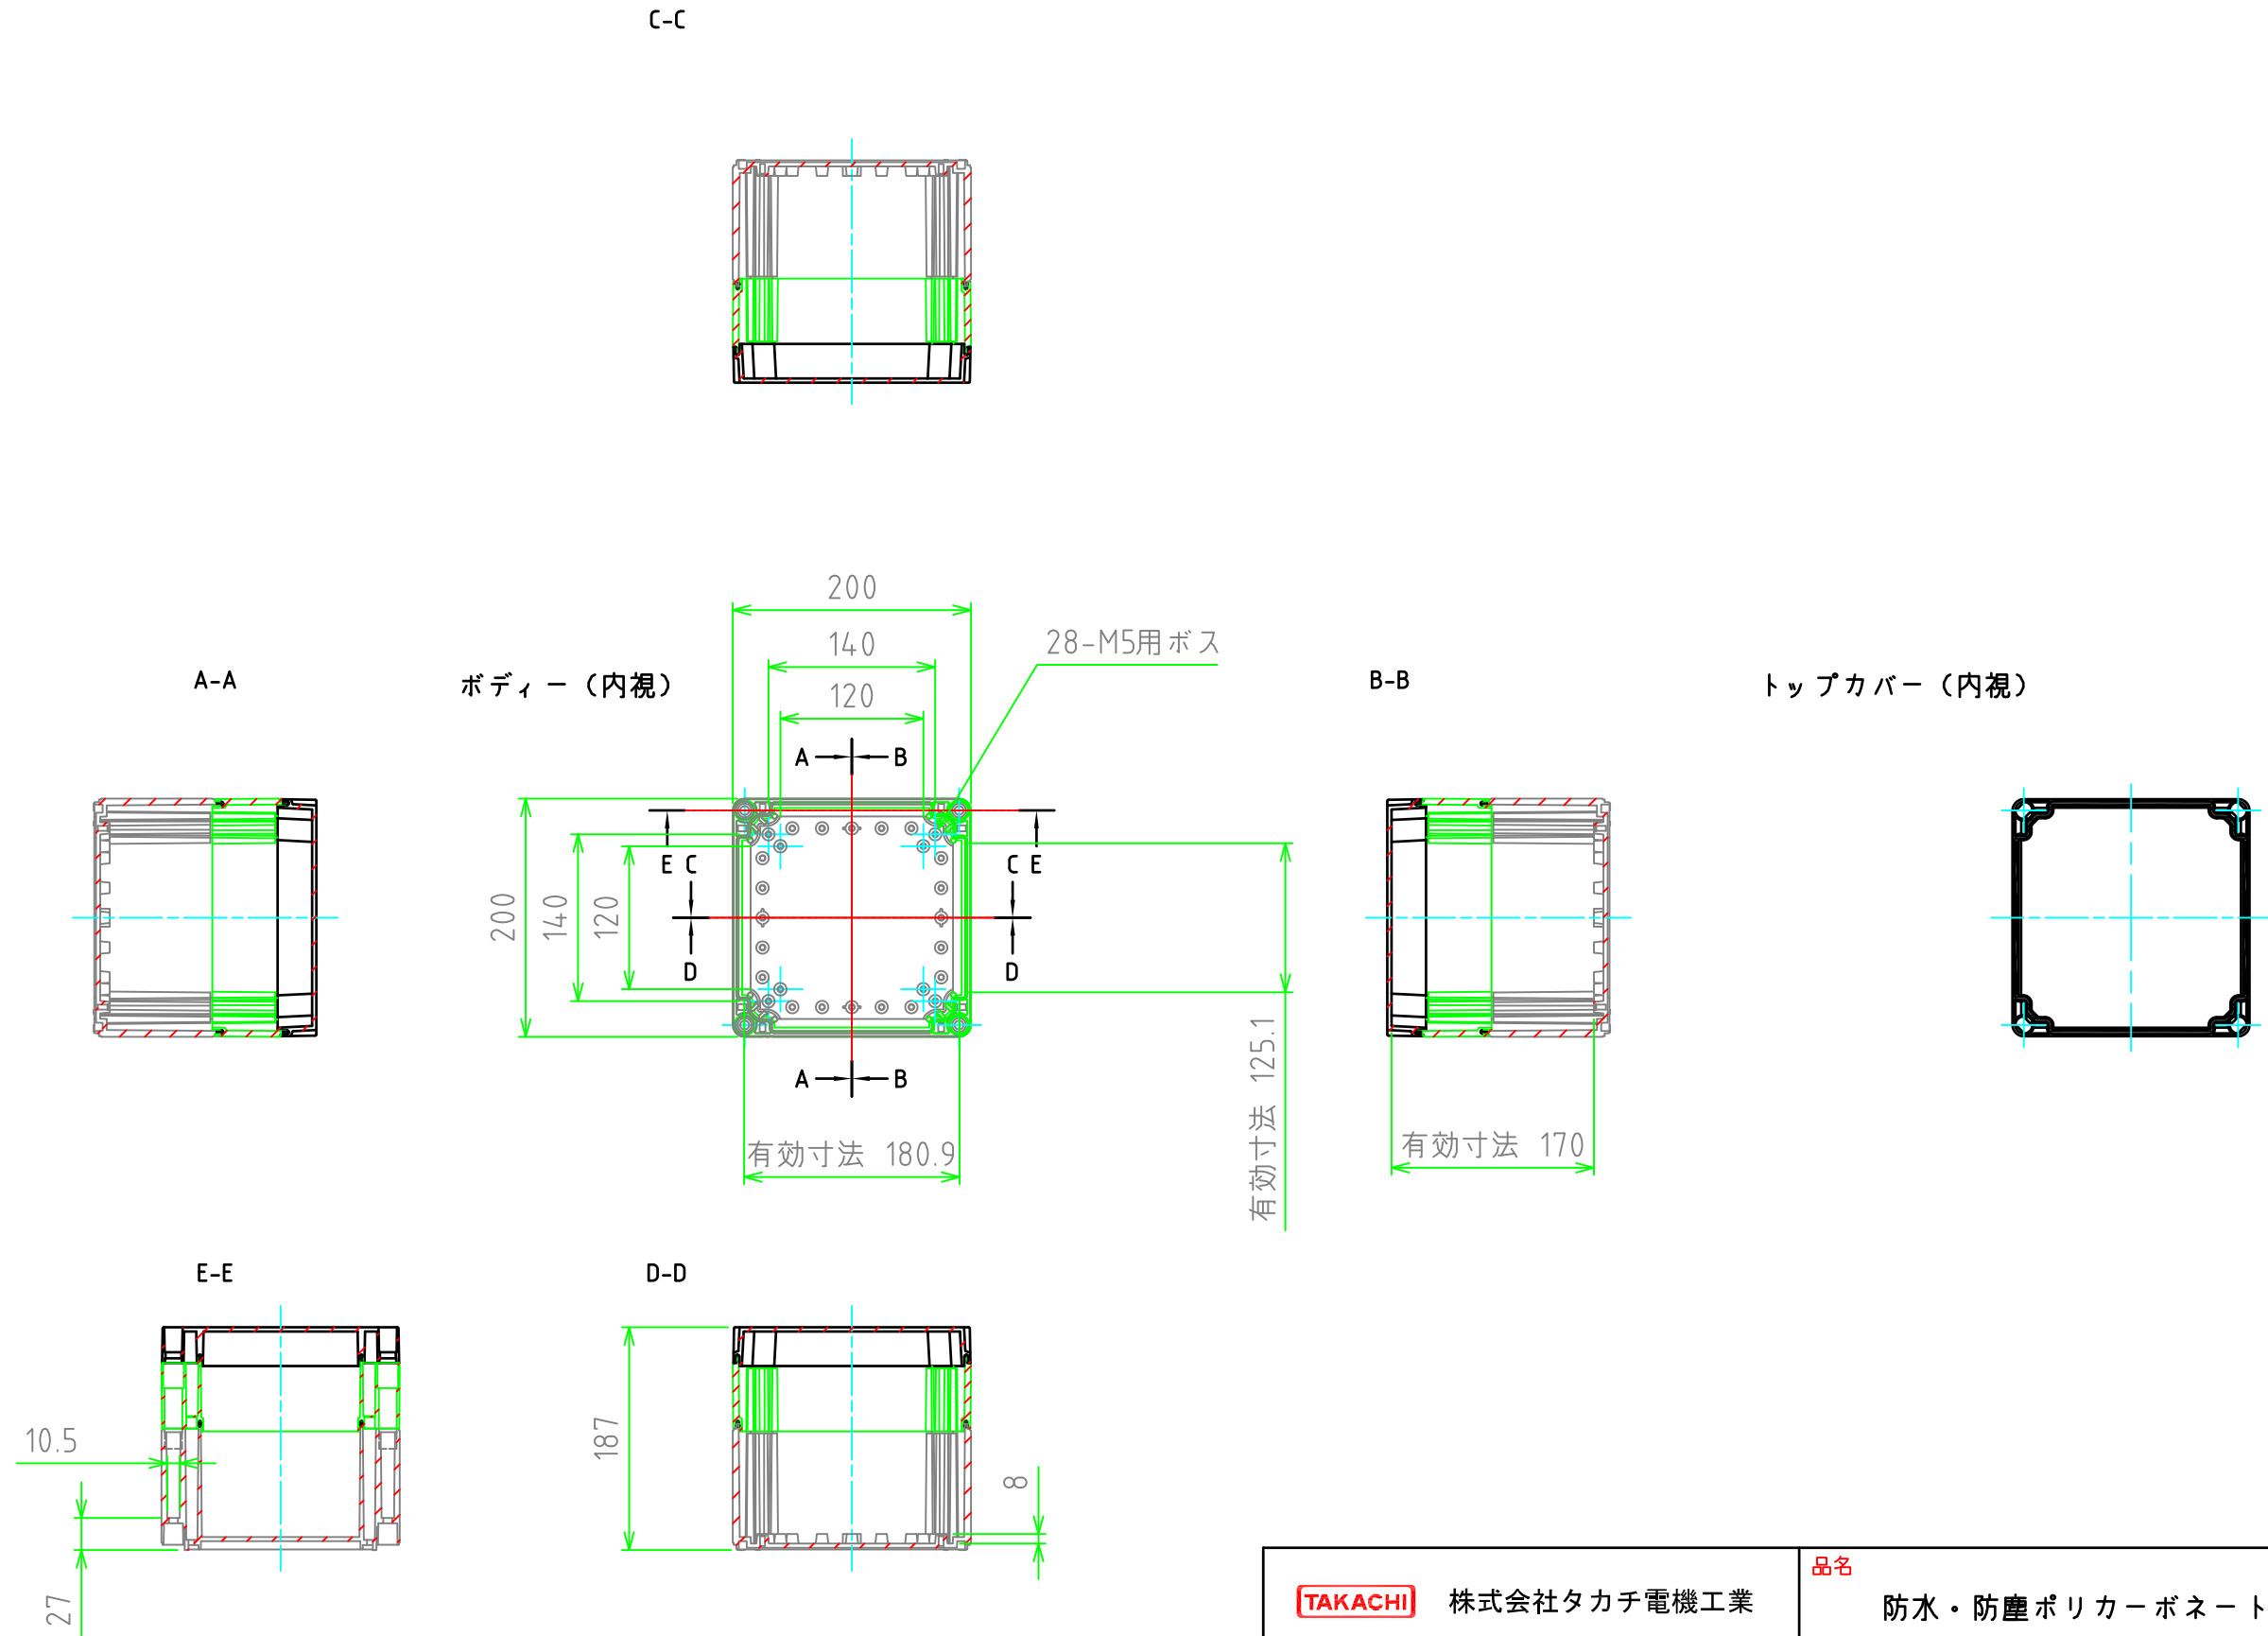 C-C
200
140
120
28-M5用ボス
A-A
ボディー（内視）
B-B
トップカバー（内視）
A B
E C
C E
200
140
120
D
D
A B
有効寸法 180.9
有効寸法 125.1
有効寸法 170
E-E
D-D
10.5
27
187
8
TAKACHI
株式会社タカチ電機工業
品名
防水・防塵ポリカーボネート